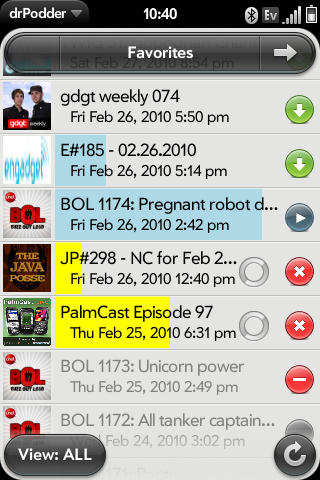 drPodder
10:40
Ev
Favorites
Sat Feb 27, 2010 8:54 pm
gdgt weekly 074
Fri Feb 26, 2010 5:50 pm
gdgt weekly
E#185 - 02.26.2010
Fri Feb 26, 2010 5:14 pm
engadget
BOL 1174: Pregnant robot d...
Fri Feb 26, 2010 2:42 pm
BOL
BUZZ OUT LOUD
JP#298 - NC for Feb 2...
Fri Feb 26, 2010 12:40 pm
THE JAVA POSSE
PalmCast Episode 97
Thu Feb 25, 2010 6:31 pm
PALMCAST
BOL 1173: Unicorn power
Thu Feb 25, 2010 2:49 pm
BOL
BUZZ OUT LOUD
BOL 1172: All tanker captain...
Wed Feb 24, 2010 3:02 pm
BOL
View: ALL